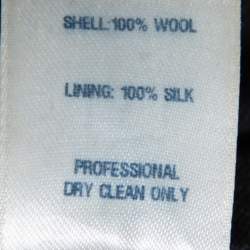 SHELL:100% WOOL
LINING: 100% SILK
PROFESSIONAL
DRY CLEAN ONLY